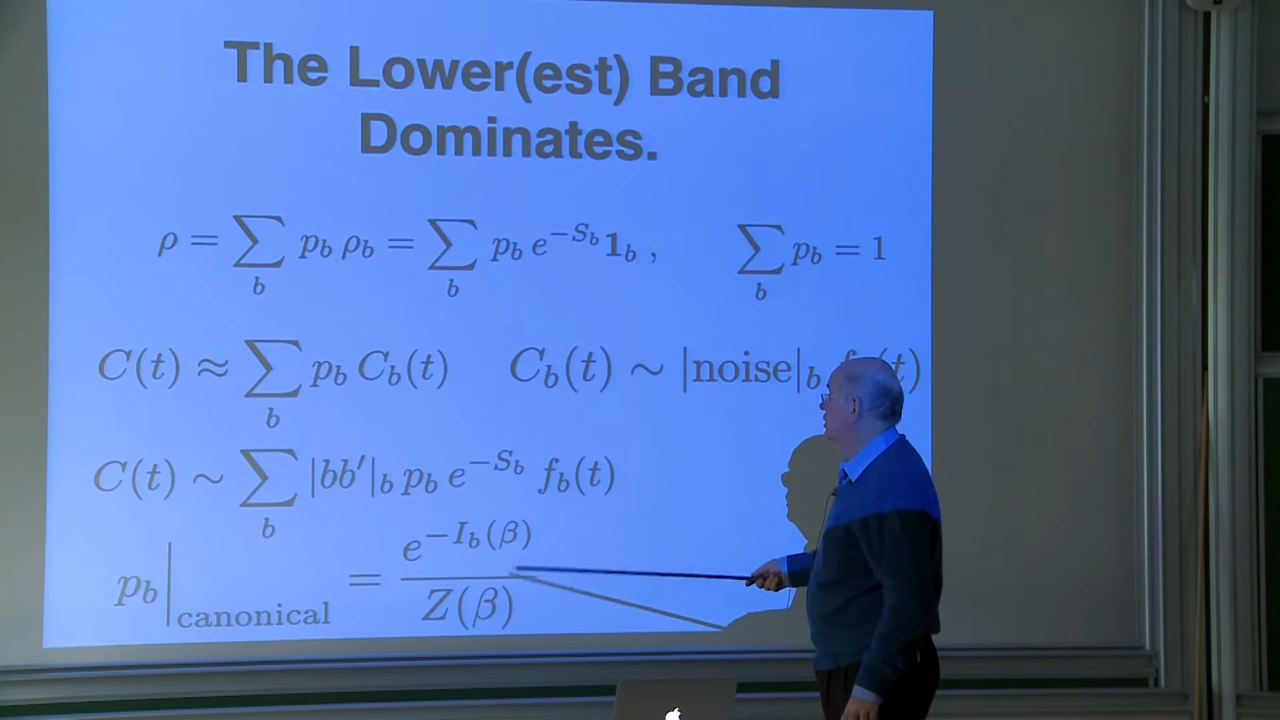 The Lower(est) Band
Dominates.
ρ = ∑_b p_b ρ_b = ∑_b p_b e^{-S_b} 1_b , ∑_b p_b = 1
C(t) ≈ ∑_b p_b C_b(t) C_b(t) ∼ |noise|_b (t)
C(t) ∼ ∑_b |bb′|_b p_b e^{-S_b} f_b(t)
p_b|_canonical = e^{-I_b(β)} / Z(β)